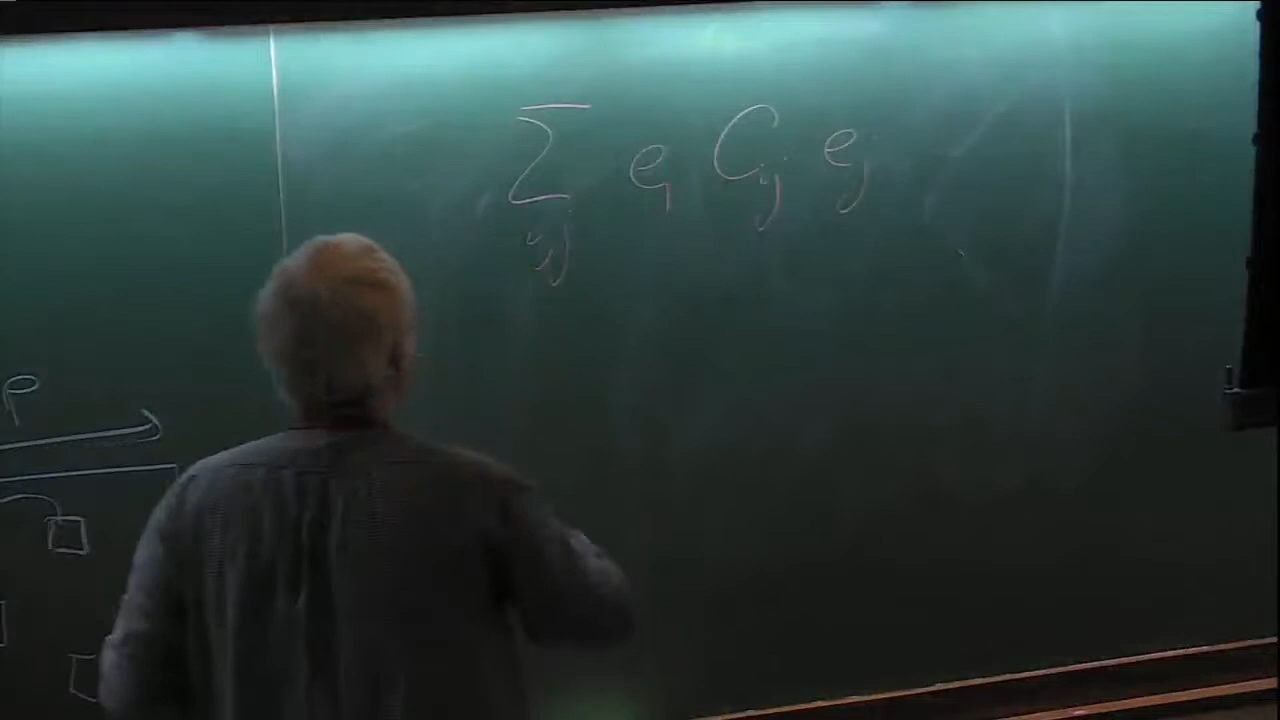 ∑ e_i C_ij e_j
i,j
ρ